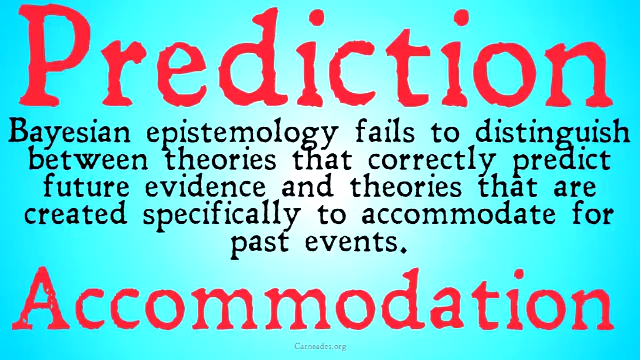 Prediction
Bayesian epistemology fails to distinguish
between theories that correctly predict
future evidence and theories that are
created specifically to accommodate for
past events.
Accommodation
Carneades.org